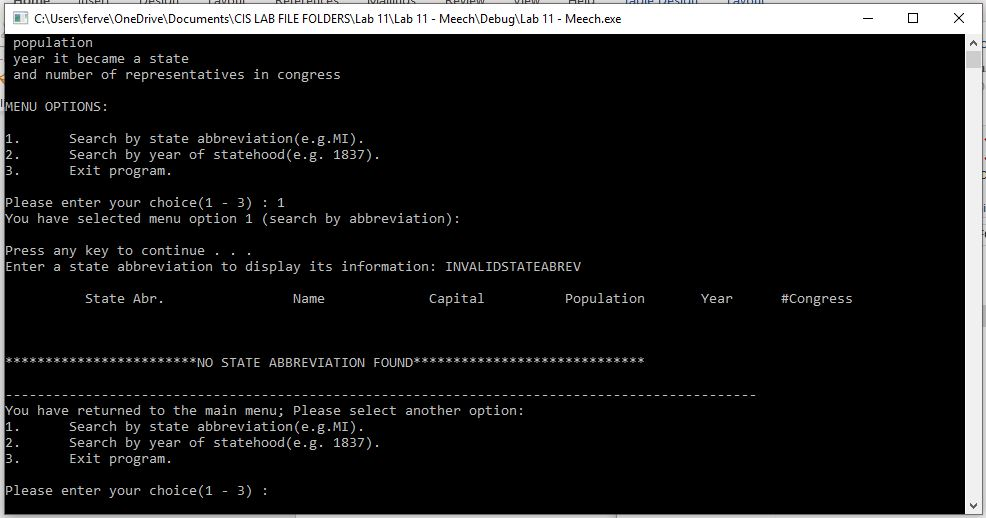 C:\Users\ferve\OneDrive\Documents\CIS LAB FILE FOLDERS\Lab 11\Lab 11 - Meech\Debug\Lab 11 - Meech.exe
population
year it became a state
and number of representatives in congress
MENU OPTIONS:
1. Search by state abbreviation(e.g.MI).
2. Search by year of statehood(e.g. 1837).
3. Exit program.
Please enter your choice(1 - 3) : 1
You have selected menu option 1 (search by abbreviation):
Press any key to continue . . .
Enter a state abbreviation to display its information: INVALIDSTATEABREV
State Abr. Name Capital Population Year #Congress
************************NO STATE ABBREVIATION FOUND*****************************
----------------------------------------------------------------------------------------------
You have returned to the main menu; Please select another option:
1. Search by state abbreviation(e.g.MI).
2. Search by year of statehood(e.g. 1837).
3. Exit program.
Please enter your choice(1 - 3) :